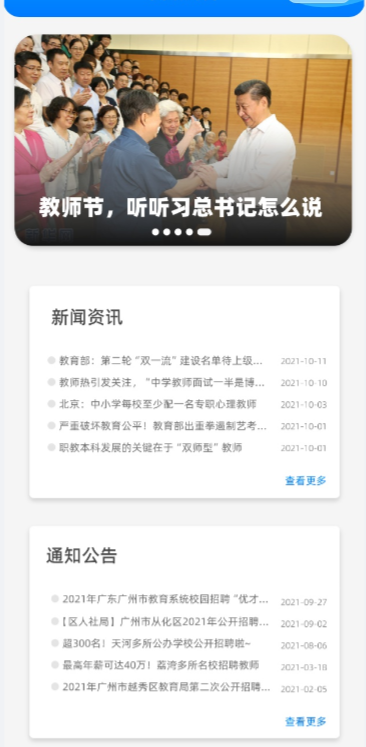 教师节，听听习总书记怎么说
新闻资讯
教育部：第二轮“双一流”建设名单待上级... 2021-10-11
教师热引发关注，“中学教师面试一半是博... 2021-10-10
北京：中小学每校至少配一名专职心理教师 2021-10-03
严重破坏教育公平！教育部出重拳遏制艺考... 2021-10-01
职教本科发展的关键在于“双师型”教师 2021-10-01
查看更多
通知公告
2021年广东广州市教育系统校园招聘“优才... 2021-09-27
【区人社局】广州市从化区2021年公开招聘... 2021-09-02
超300名！天河多所公办学校公开招聘啦~ 2021-08-06
最高年薪可达40万！荔湾多所名校招聘教师 2021-03-18
2021年广州市越秀区教育局第二次公开招聘... 2021-02-05
查看更多